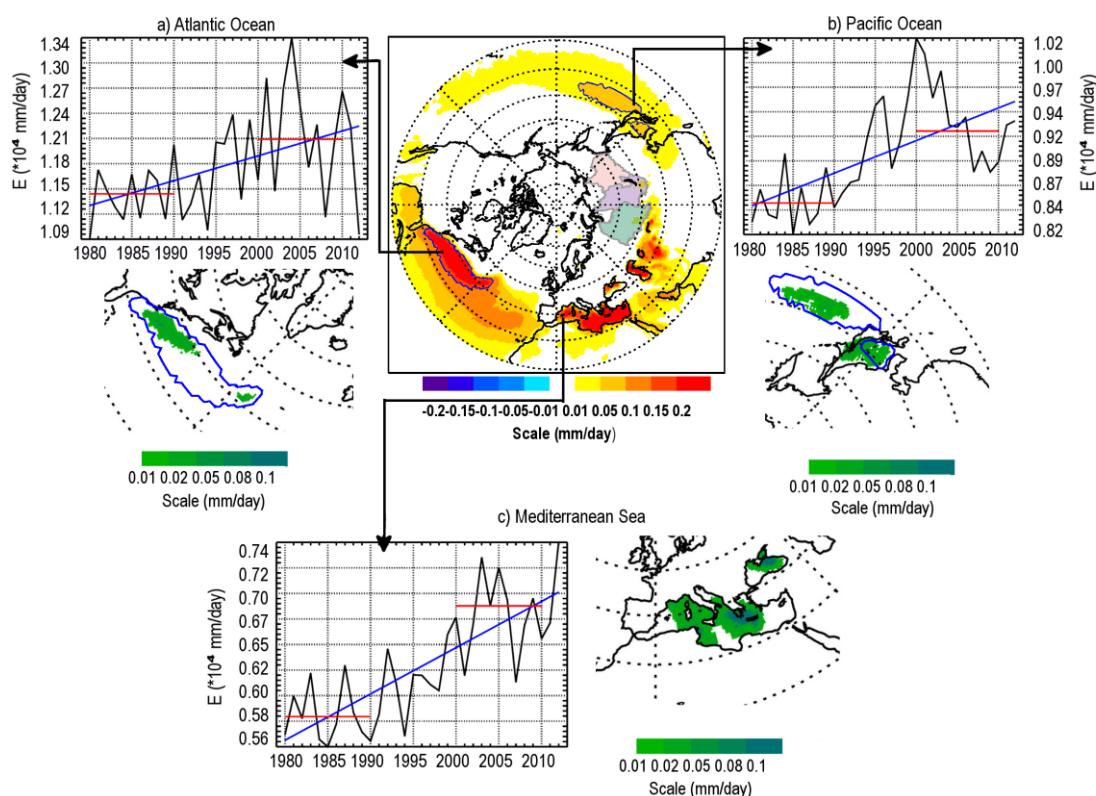 a) Atlantic Ocean
1.34
1.30
1.27
1.24
1.21
1.18
1.15
1.12
1.09
E (*10⁴ mm/day)
1980 1985 1990 1995 2000 2005 2010
0.01 0.02 0.05 0.08 0.1
Scale (mm/day)
-0.2-0.15-0.1-0.05-0.01 0.01 0.05 0.1 0.15 0.2
Scale (mm/day)
b) Pacific Ocean
1.02
1.00
0.97
0.94
0.92
0.89
0.87
0.84
0.82
E (*10⁴ mm/day)
1980 1985 1990 1995 2000 2005 2010
0.01 0.02 0.05 0.08 0.1
Scale (mm/day)
c) Mediterranean Sea
0.74
0.72
0.70
0.67
0.65
0.62
0.60
0.58
0.56
E (*10⁴ mm/day)
1980 1985 1990 1995 2000 2005 2010
0.01 0.02 0.05 0.08 0.1
Scale (mm/day)